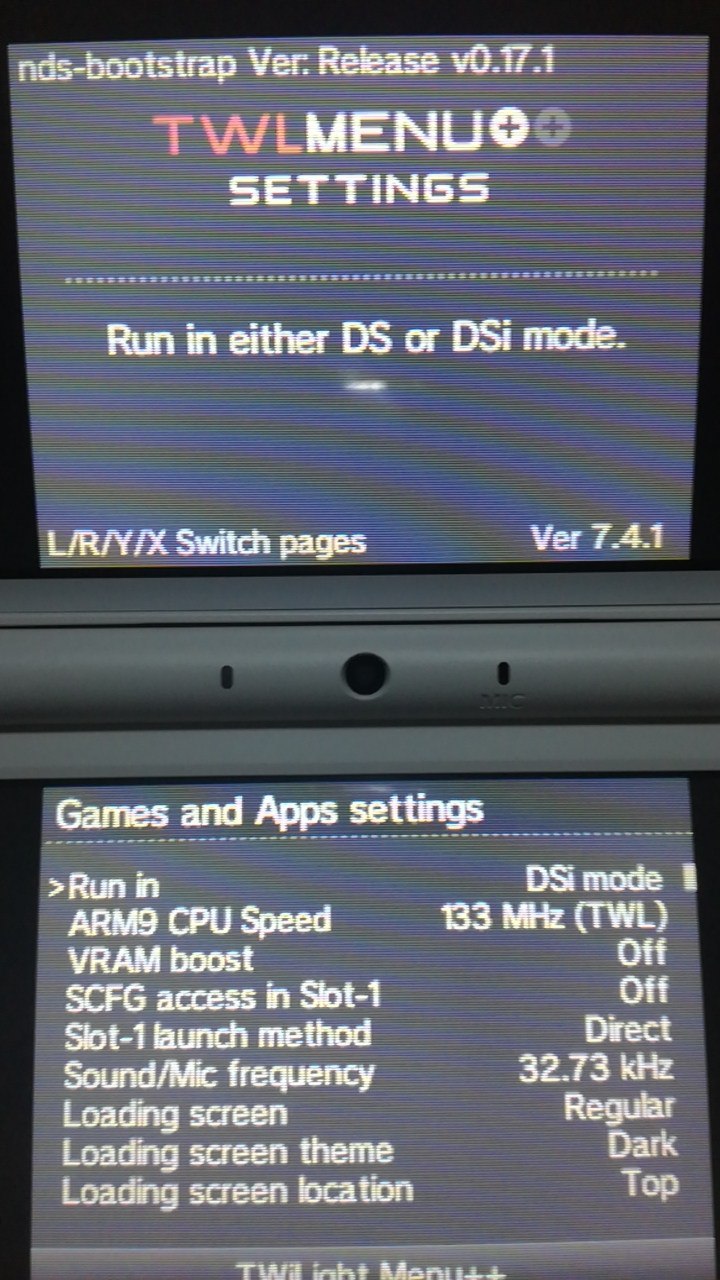 nds-bootstrap Ver: Release v0.17.1
TWLMENU++
SETTINGS
Run in either DS or DSi mode.
L/R/Y/X Switch pages
Ver 7.4.1
MIC
Games and Apps settings
>Run in DSi mode
ARM9 CPU Speed 133 MHz (TWL)
VRAM boost Off
SCFG access in Slot-1 Off
Slot-1 launch method Direct
Sound/Mic frequency 32.73 kHz
Loading screen Regular
Loading screen theme Dark
Loading screen location Top
TWiLight Menu++